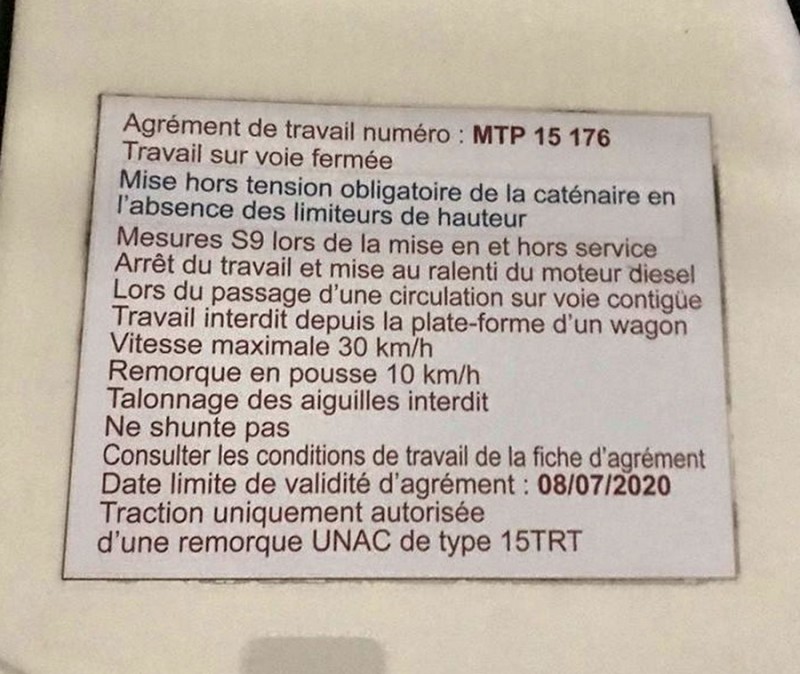 Agrément de travail numéro : MTP 15 176
Travail sur voie fermée
Mise hors tension obligatoire de la caténaire en
l'absence des limiteurs de hauteur
Mesures S9 lors de la mise en et hors service
Arrêt du travail et mise au ralenti du moteur diesel
Lors du passage d'une circulation sur voie contigüe
Travail interdit depuis la plate-forme d'un wagon
Vitesse maximale 30 km/h
Remorque en pousse 10 km/h
Talonnage des aiguilles interdit
Ne shunte pas
Consulter les conditions de travail de la fiche d'agrément
Date limite de validité d'agrément : 08/07/2020
Traction uniquement autorisée
d'une remorque UNAC de type 15TRT